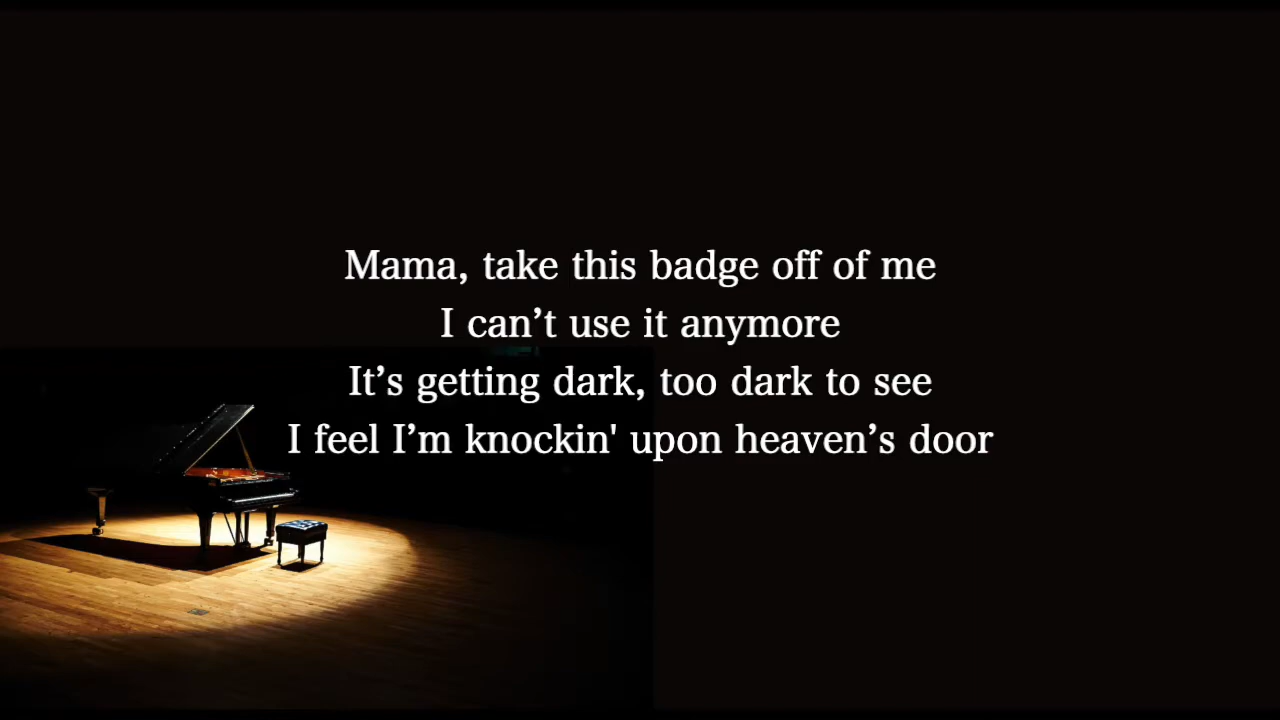 Mama, take this badge off of me
I can’t use it anymore
It’s getting dark, too dark to see
I feel I’m knockin' upon heaven’s door